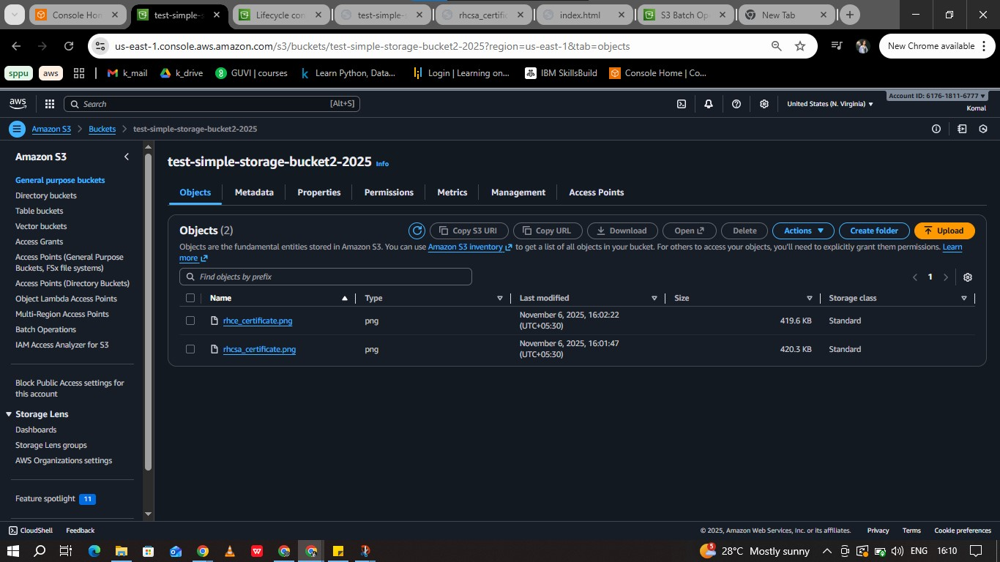 Console Hon
test-simple-
Lifecycle con
test-simple-
rhcsa_certific
index.html
S3 Batch Op
New Tab
us-east-1.console.aws.amazon.com/s3/buckets/test-simple-storage-bucket2-2025?region=us-east-1&tab=objects
New Chrome available
sppu
aws
k_mail
k_drive
GUVI | courses
Learn Python, Data...
Login | Learning on...
IBM SkillsBuild
Console Home | Co...
aws
Search
[Alt+S]
United States (N. Virginia)
Account ID: 6176-1811-6777
Komal
Amazon S3
Buckets
test-simple-storage-bucket2-2025
Amazon S3
General purpose buckets
Directory buckets
Table buckets
Vector buckets
Access Grants
Access Points (General Purpose
Buckets, FSx file systems)
Access Points (Directory Buckets)
Object Lambda Access Points
Multi-Region Access Points
Batch Operations
IAM Access Analyzer for S3
Block Public Access settings for
this account
Storage Lens
Dashboards
Storage Lens groups
AWS Organizations settings
Feature spotlight 11
test-simple-storage-bucket2-2025 Info
Objects
Metadata
Properties
Permissions
Metrics
Management
Access Points
Objects (2)
Copy S3 URI
Copy URL
Download
Open
Delete
Actions
Create folder
Upload
Objects are the fundamental entities stored in Amazon S3. You can use Amazon S3 inventory to get a list of all objects in your bucket. For others to access your objects, you'll need to explicitly grant them permissions. Learn
more
Find objects by prefix
1
Name
Type
Last modified
Size
Storage class
rhce_certificate.png
png
November 6, 2025, 16:02:22
(UTC+05:30)
419.6 KB
Standard
rhcsa_certificate.png
png
November 6, 2025, 16:01:47
(UTC+05:30)
420.3 KB
Standard
CloudShell
Feedback
© 2025, Amazon Web Services, Inc. or its affiliates.
Privacy
Terms
Cookie preferences
5
28°C Mostly sunny
ENG
16:10